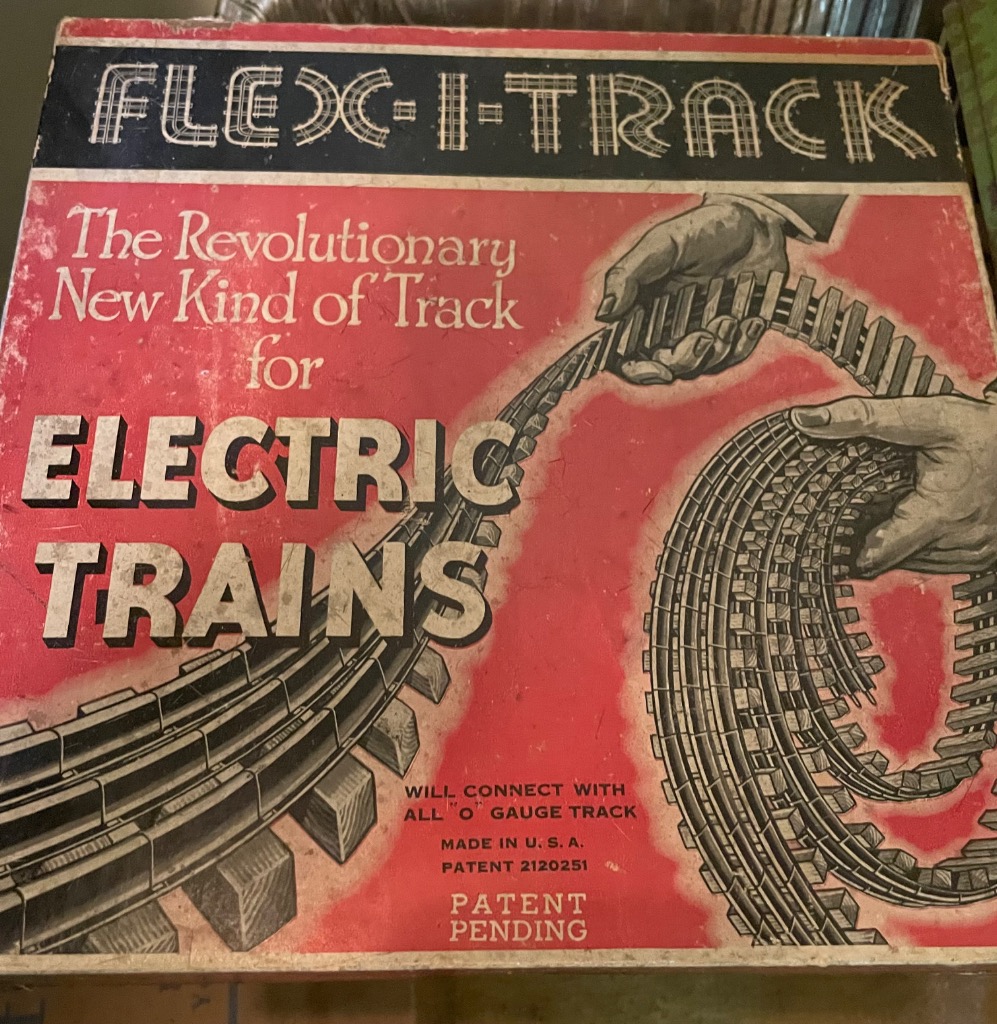 FLEX-I-TRACK
The Revolutionary
New Kind of Track
for
ELECTRIC
TRAINS
WILL CONNECT WITH
ALL "O" GAUGE TRACK
MADE IN U. S. A.
PATENT 2120251
PATENT
PENDING